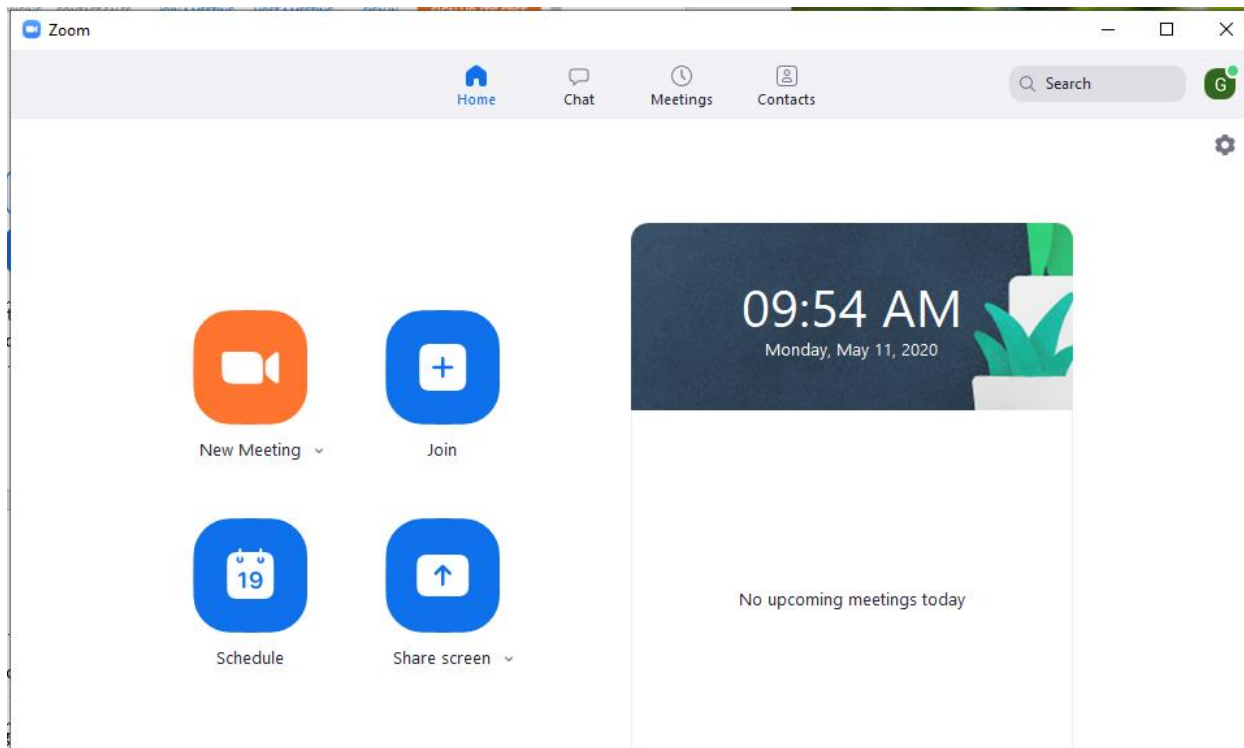 Zoom
Home
Chat
Meetings
Contacts
Search
G
09:54 AM
Monday, May 11, 2020
New Meeting
Join
19
Schedule
Share screen
No upcoming meetings today